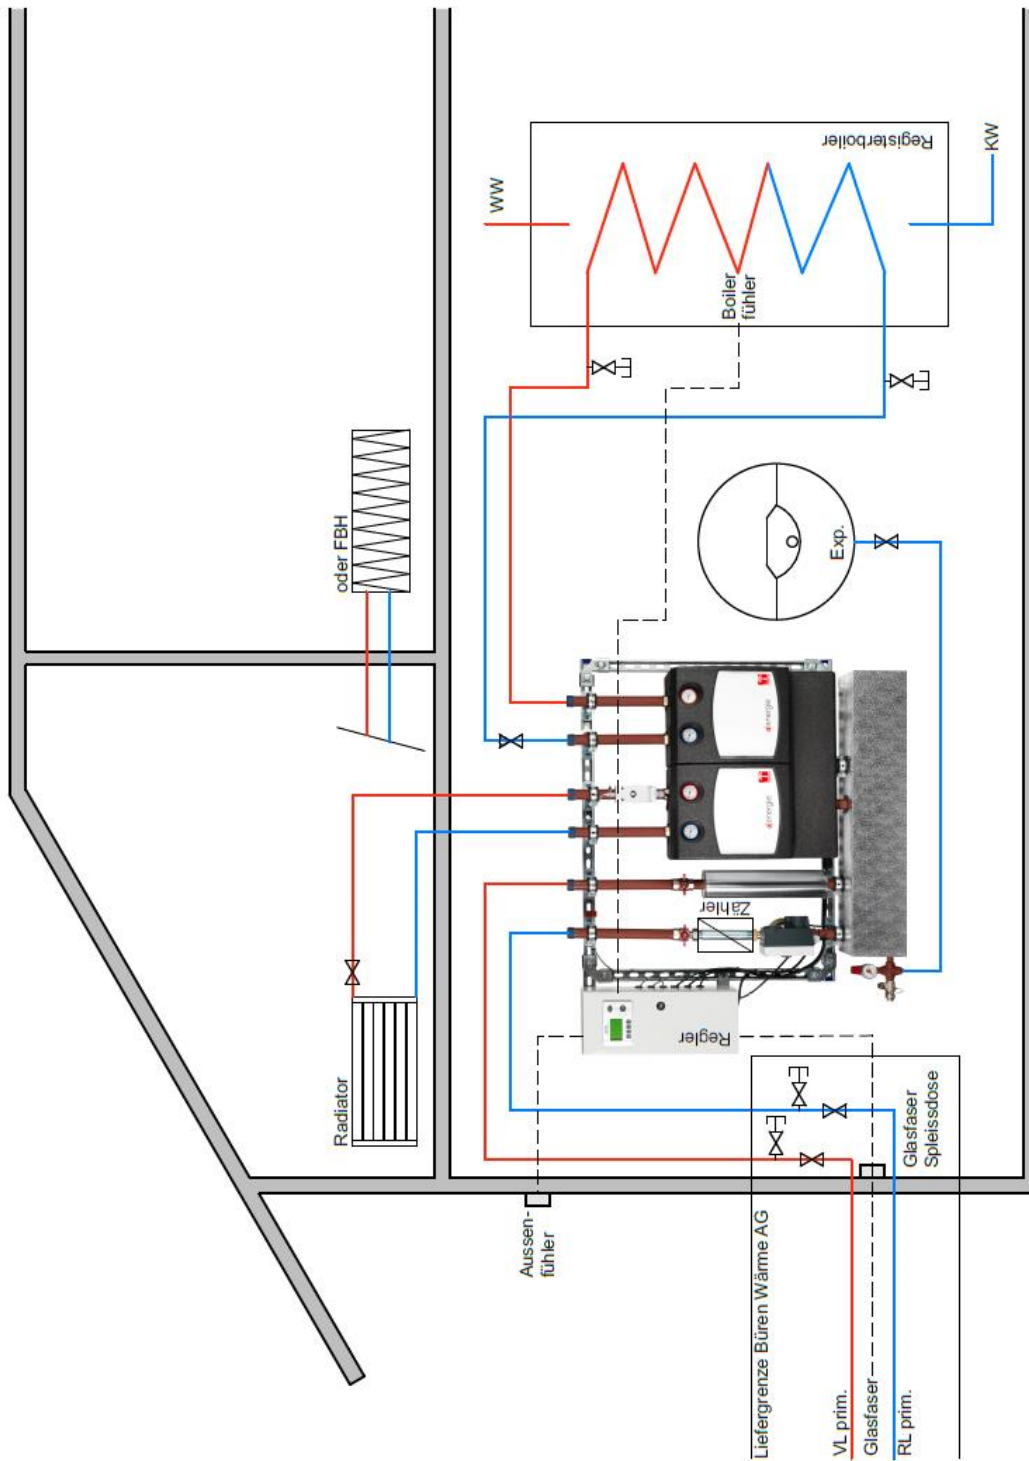 Registerboiler
WW
KW
Boiler
fühler
oder FBH
Exp.
Zähler
Regler
Radiator
Glasfaser
Spleissdose
Aussen-
fühler
Liefergrenze Büren Wärme AG
VL prim.
Glasfaser
RL prim.